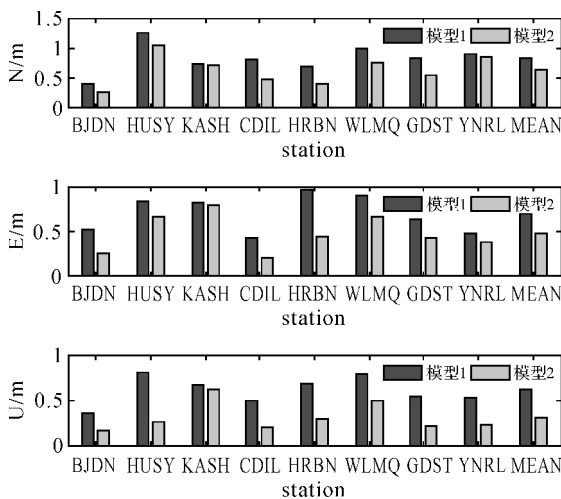 1.5
1
0.5
0
N/m
模型1
模型2
BJDN HUSY KASH CDIL HRBN WLMQ GDST YNRL MEAN
station
1
0.5
0
E/m
模型1
模型2
BJDN HUSY KASH CDIL HRBN WLMQ GDST YNRL MEAN
station
1
0.5
0
U/m
模型1
模型2
BJDN HUSY KASH CDIL HRBN WLMQ GDST YNRL MEAN
station